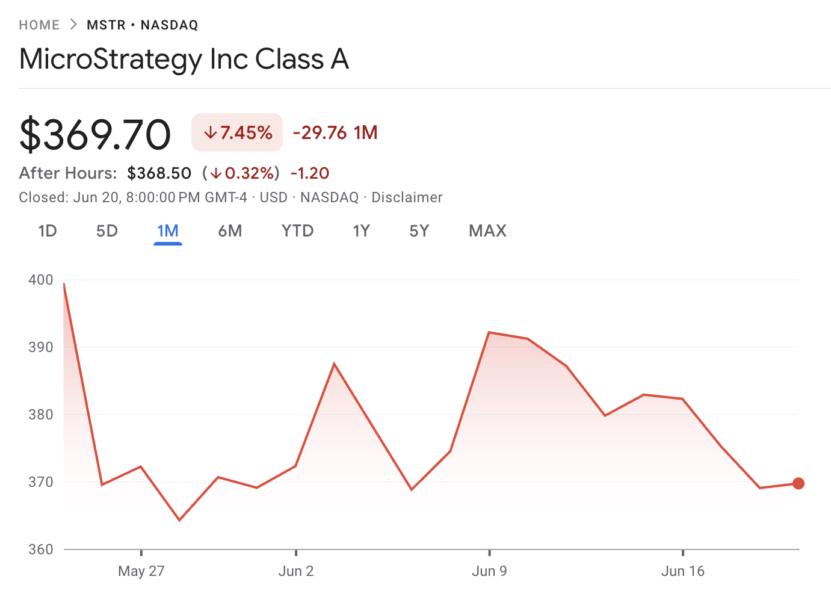 HOME > MSTR • NASDAQ
MicroStrategy Inc Class A
$369.70 ↓7.45% -29.76 1M
After Hours: $368.50 (↓0.32%) -1.20
Closed: Jun 20, 8:00:00 PM GMT-4 · USD · NASDAQ · Disclaimer
1D 5D 1M 6M YTD 1Y 5Y MAX
400
390
380
370
360
May 27 Jun 2 Jun 9 Jun 16